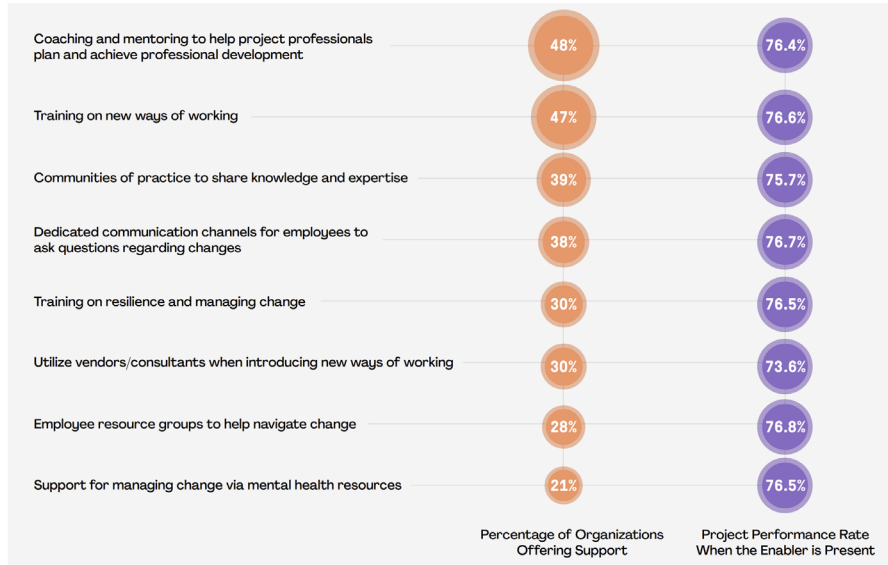 Coaching and mentoring to help project professionals
plan and achieve professional development
48%
76.4%
Training on new ways of working
47%
76.6%
Communities of practice to share knowledge and expertise
39%
75.7%
Dedicated communication channels for employees to
ask questions regarding changes
38%
76.7%
Training on resilience and managing change
30%
76.5%
Utilize vendors/consultants when introducing new ways of working
30%
73.6%
Employee resource groups to help navigate change
28%
76.8%
Support for managing change via mental health resources
21%
76.5%
Percentage of Organizations
Offering Support
Project Performance Rate
When the Enabler is Present